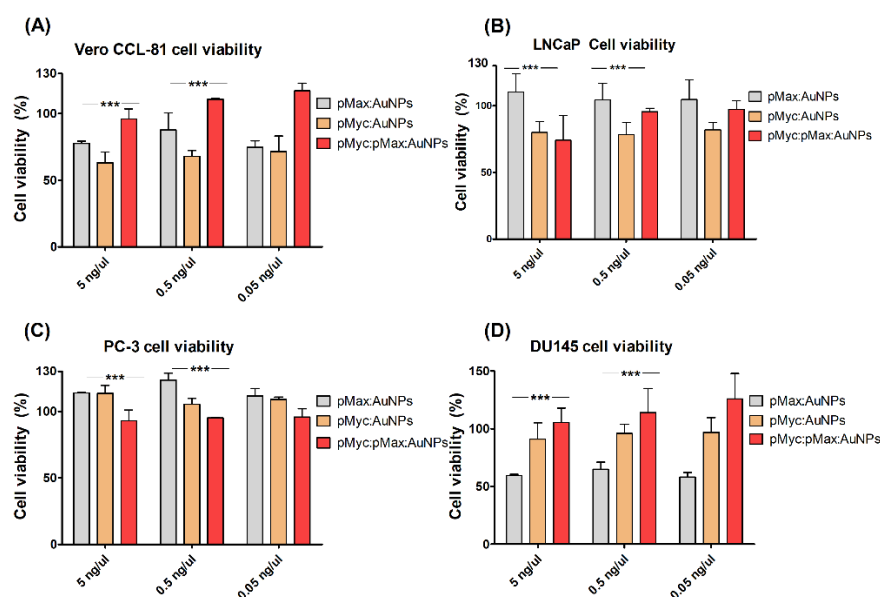 (A)
Vero CCL-81 cell viability
Cell viability (%)
130
100
50
0
***
***
5 ng/ul
0.5 ng/ul
0.05 ng/ul
pMax:AuNPs
pMyc:AuNPs
pMyc:pMax:AuNPs
(B)
LNCaP Cell viability
Cell viability (%)
130
100
50
0
***
***
5 ng/ul
0.5 ng/ul
0.05 ng/ul
pMax:AuNPs
pMyc:AuNPs
pMyc:pMax:AuNPs
(C)
PC-3 cell viability
Cell viability (%)
130
100
50
0
***
***
5 ng/ul
0.5 ng/ul
0.05 ng/ul
pMax:AuNPs
pMyc:AuNPs
pMyc:pMax:AuNPs
(D)
DU145 cell viability
Cell viability (%)
150
100
50
0
***
***
5 ng/ul
0.5 ng/ul
0.05 ng/ul
pMax:AuNPs
pMyc:AuNPs
pMyc:pMax:AuNPs